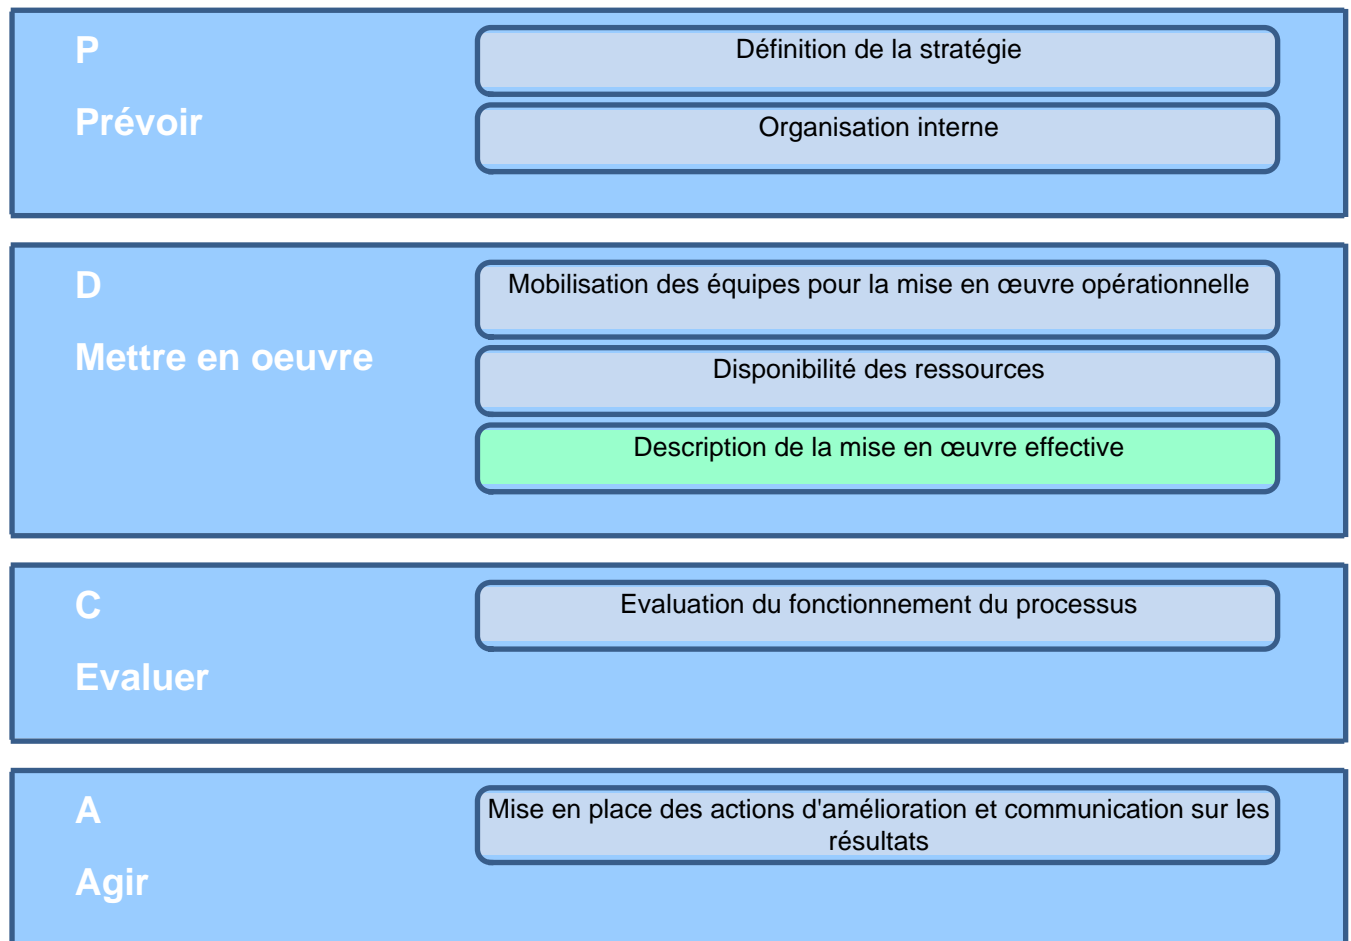 P
Prévoir
Définition de la stratégie
Organisation interne
D
Mettre en oeuvre
Mobilisation des équipes pour la mise en œuvre opérationnelle
Disponibilité des ressources
Description de la mise en œuvre effective
C
Evaluer
Evaluation du fonctionnement du processus
A
Agir
Mise en place des actions d'amélioration et communication sur les
résultats